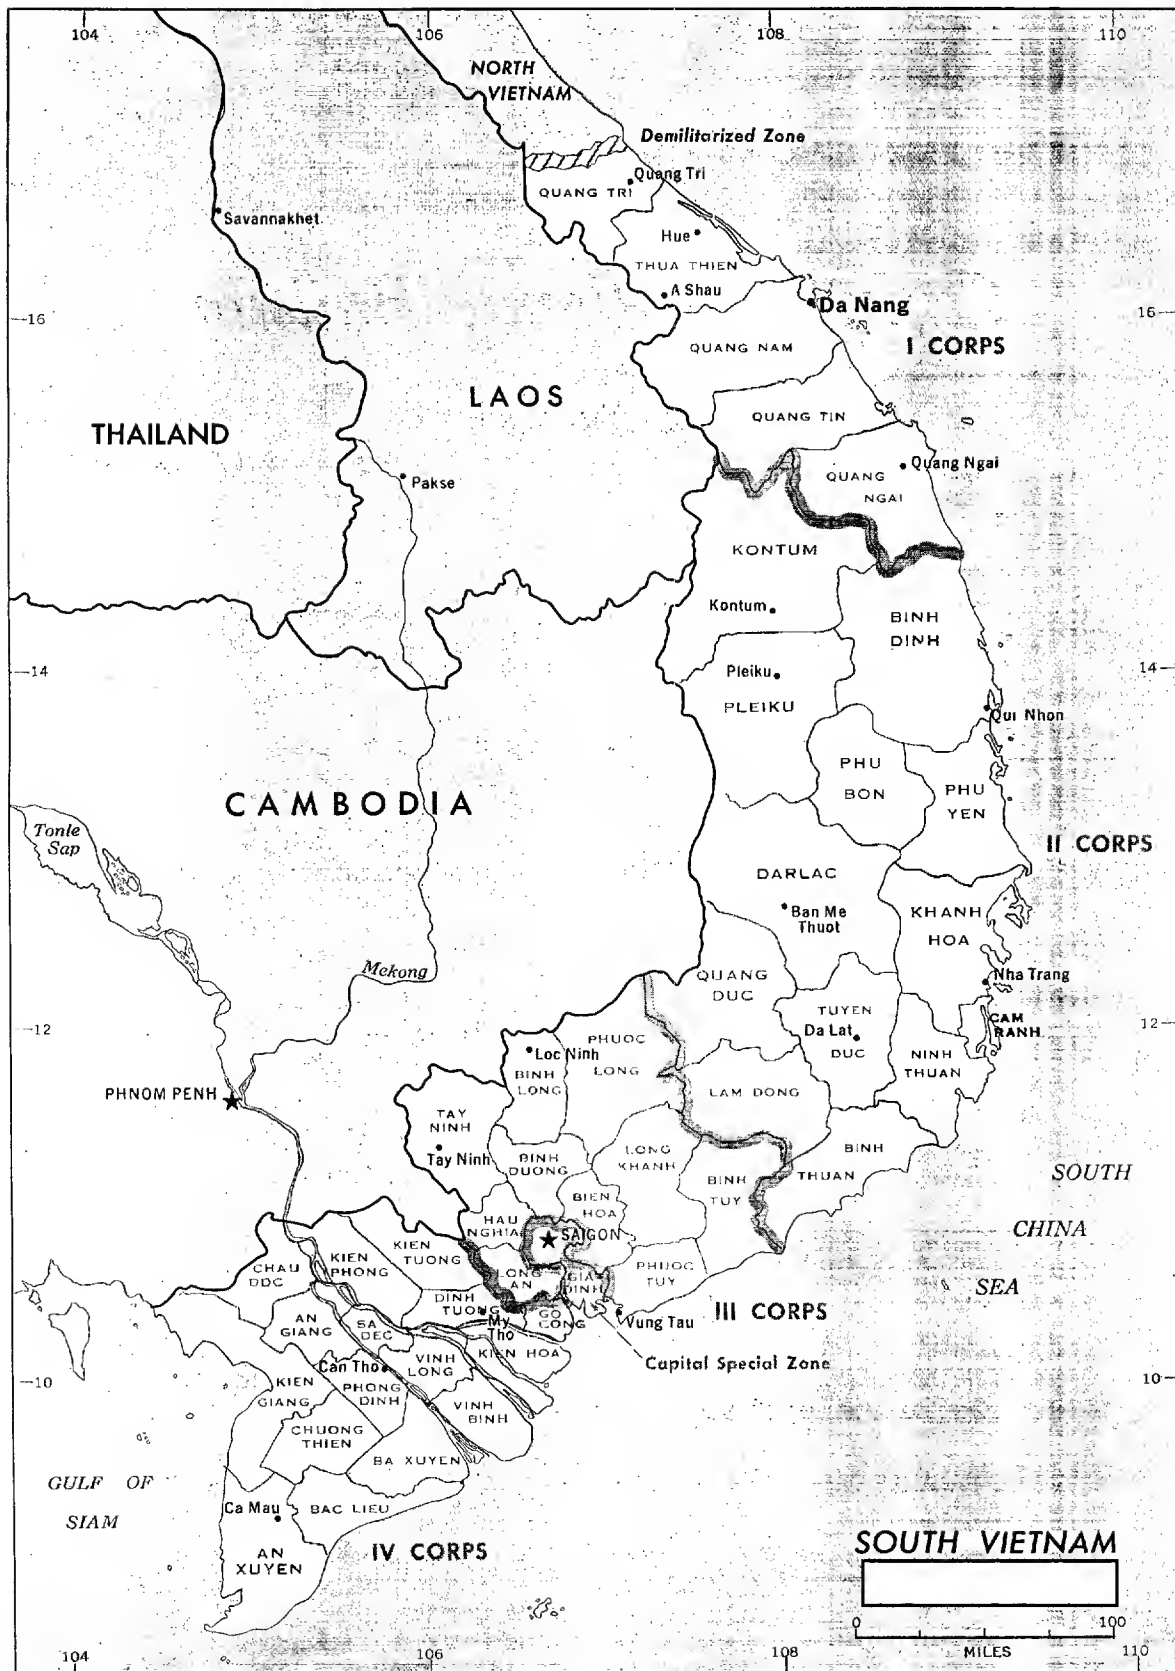 104
106
108
110
NORTH
VIETNAM
Demilitarized Zone
Quang Tri
QUANG TRI
Savannakhet
Hue
THUA THIEN
A Shau
Da Nang
16
16
I CORPS
QUANG NAM
LAOS
QUANG TIN
THAILAND
Quang Ngai
Pakse
QUANG
NGAI
KONTUM
Kontum
BINH
DINH
14
14
Pleiku
PLEIKU
Qui Nhon
PHU
BON
PHU
YEN
CAMBODIA
Tonle
Sap
II CORPS
DARLAC
Ban Me
Thuot
KHANH
HOA
Mekong
QUANG
DUC
Nha Trang
TUYEN
DUC
Da Lat
CAM
RANH
12
12
PHUOC
LONG
Loc Ninh
BINH
LONG
NINH
THUAN
LAM DONG
PHNOM PENH
TAY
NINH
Tay Ninh
BINH
DUONG
LONG
KHANH
BINH
THUAN
BINH
TUY
SOUTH
CHINA
SEA
BIEN
HOA
HAU
NGHIA
SAIGON
KIEN
TUONG
KIEN
PHONG
CHAU
DOC
LONG
AN
GIA
DINH
PHUOC
TUY
DINH
TUONG
My
Tho
GO
CONG
Vung Tau
III CORPS
AN
GIANG
SA
DEC
Capital Special Zone
Can Tho
VINH
LONG
KIEN HOA
10
10
KIEN
GIANG
PHONG
DINH
VINH
BINH
CHUONG
THIEN
BA XUYEN
GULF OF
SIAM
Ca Mau
BAC LIEU
AN
XUYEN
IV CORPS
SOUTH VIETNAM
0
100
MILES
104
106
108
110